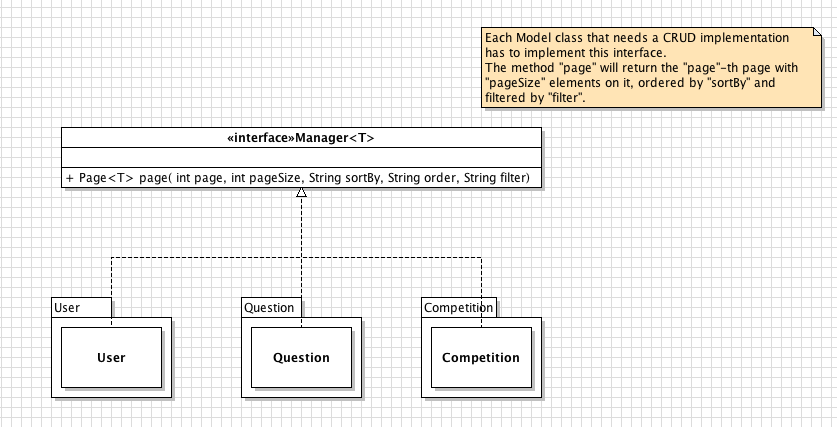 Each Model class that needs a CRUD implementation
has to implement this interface.
The method "page" will return the "page"-th page with
"pageSize" elements on it, ordered by "sortBy" and
filtered by "filter".
«interface»Manager<T>
+ Page<T> page( int page, int pageSize, String sortBy, String order, String filter)
User
Question
Competition
User
Question
Competition